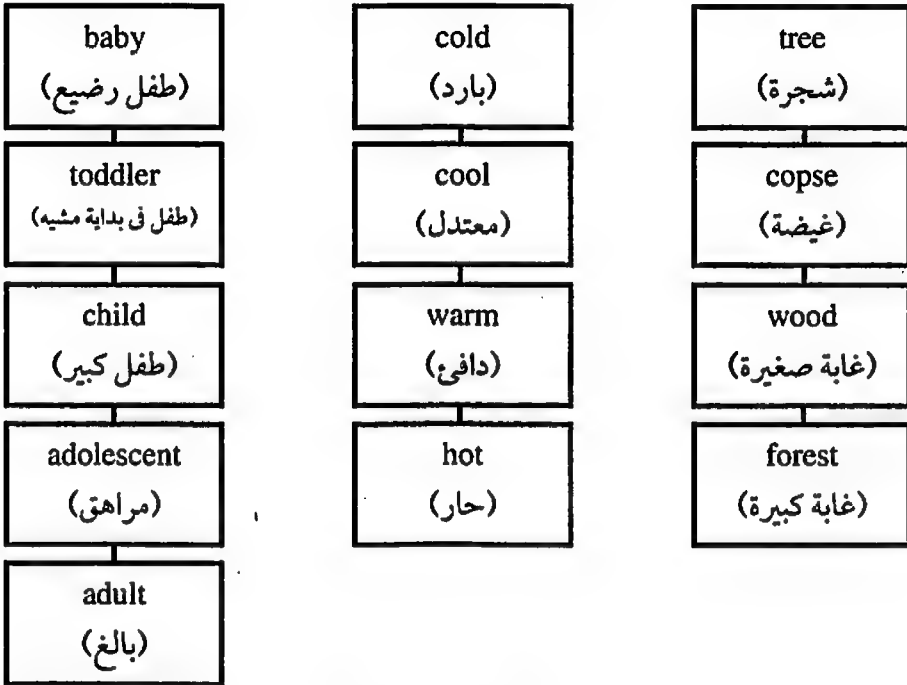 baby
(طفل رضيع)
toddler
(طفل فى بداية مشيه)
child
(طفل كبير)
adolescent
(مراهق)
adult
(بالغ)
cold
(بارد)
cool
(معتدل)
warm
(دافئ)
hot
(حار)
tree
(شجرة)
copse
(غيضة)
wood
(غابة صغيرة)
forest
(غابة كبيرة)